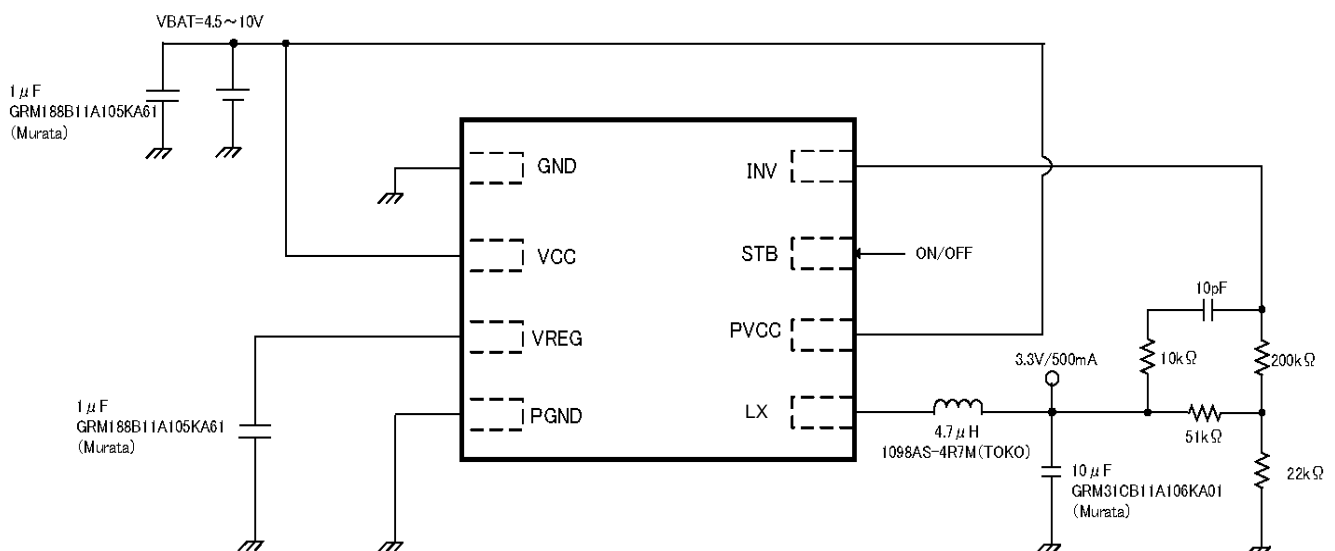 VBAT=4.5～10V
1μF
GRM188B11A105KA61
(Murata)
GND
VCC
VREG
PGND
INV
STB
PVCC
LX
ON/OFF
1μF
GRM188B11A105KA61
(Murata)
3.3V/500mA
4.7μH
1098AS-4R7M(TOKO)
10μF
GRM31CB11A106KA01
(Murata)
10pF
10kΩ
200kΩ
51kΩ
22kΩ